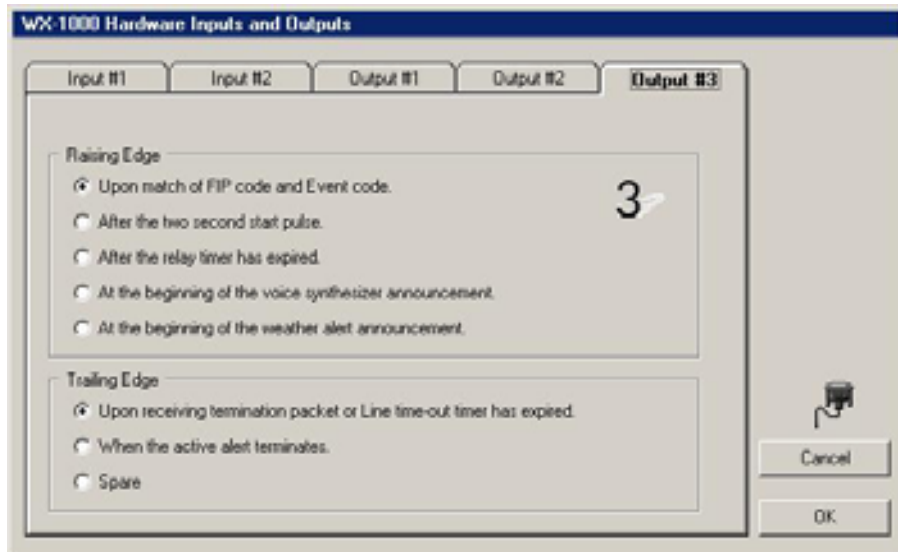 WX-1000 Hardware Inputs and Outputs
Input #1
Input #2
Output #1
Output #2
Output #3
Raising Edge
Upon match of FIP code and Event code.
3
After the two second start pulse.
After the relay timer has expired.
At the beginning of the voice synthesizer announcement.
At the beginning of the weather alert announcement.
Trailing Edge
Upon receiving termination packet or Line time-out timer has expired.
When the active alert terminates.
Spare
Cancel
OK